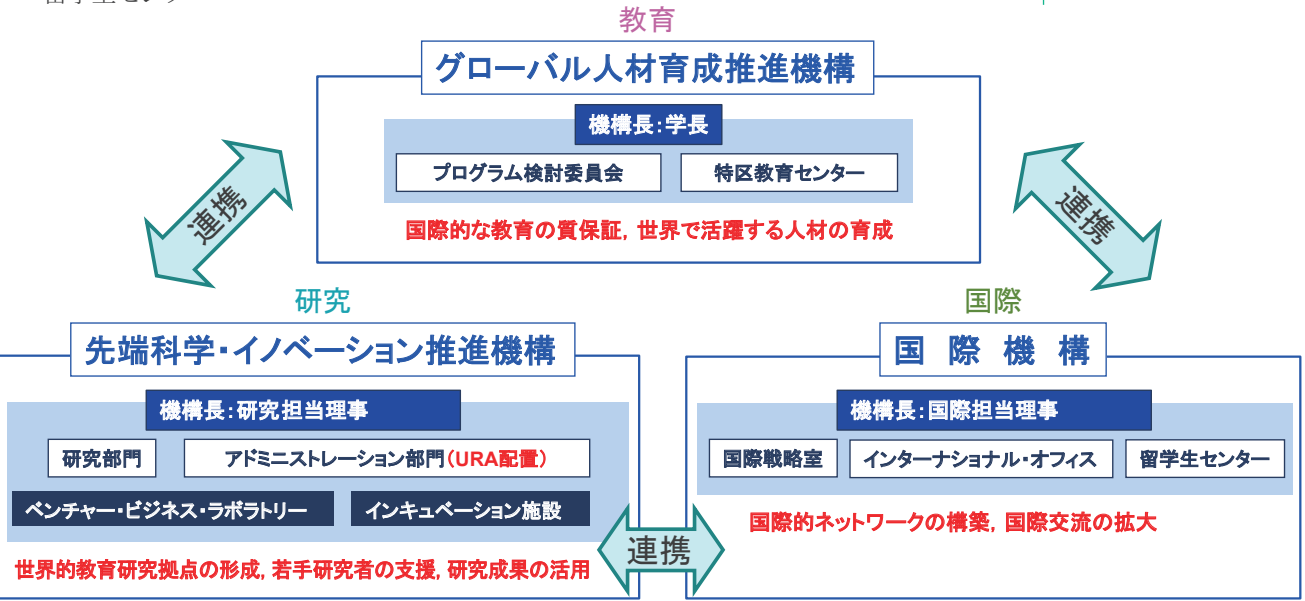 教育
グローバル人材育成推進機構
機構長：学長
プログラム検討委員会
特区教育センター
国際的な教育の質保証, 世界で活躍する人材の育成
連携
連携
研究
先端科学・イノベーション推進機構
機構長：研究担当理事
研究部門
アドミニストレーション部門（URA配置）
ベンチャー・ビジネス・ラボラトリー
インキュベーション施設
世界的教育研究拠点の形成, 若手研究者の支援, 研究成果の活用
国際
国際機構
機構長：国際担当理事
国際戦略室
インターナショナル・オフィス
留学生センター
国際的ネットワークの構築, 国際交流の拡大
連携